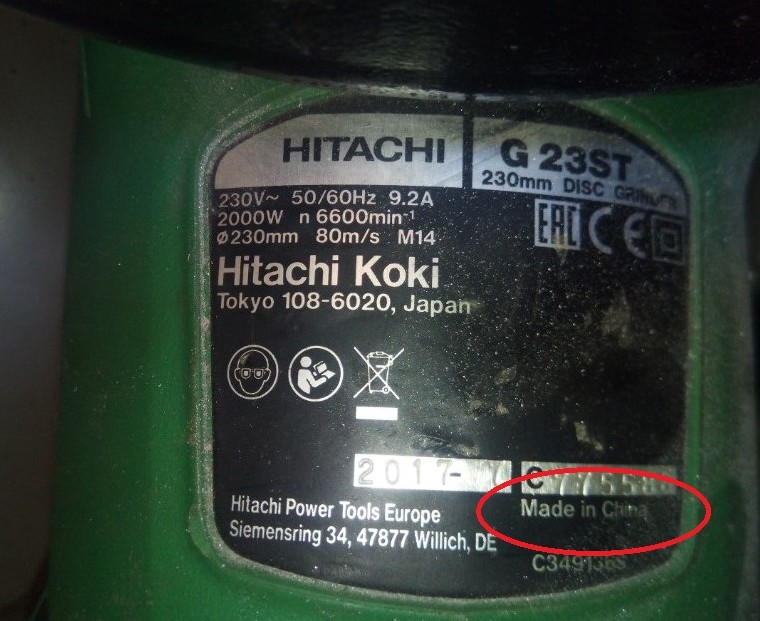 HITACHI
G 23ST
230mm DISC GRINDER
230V~ 50/60Hz 9.2A
2000W n 6600min-1
ø230mm 80m/s M14
EAC CE
Hitachi Koki
Tokyo 108-6020, Japan
2017-
Hitachi Power Tools Europe
Siemensring 34, 47877 Willich, DE
Made in China